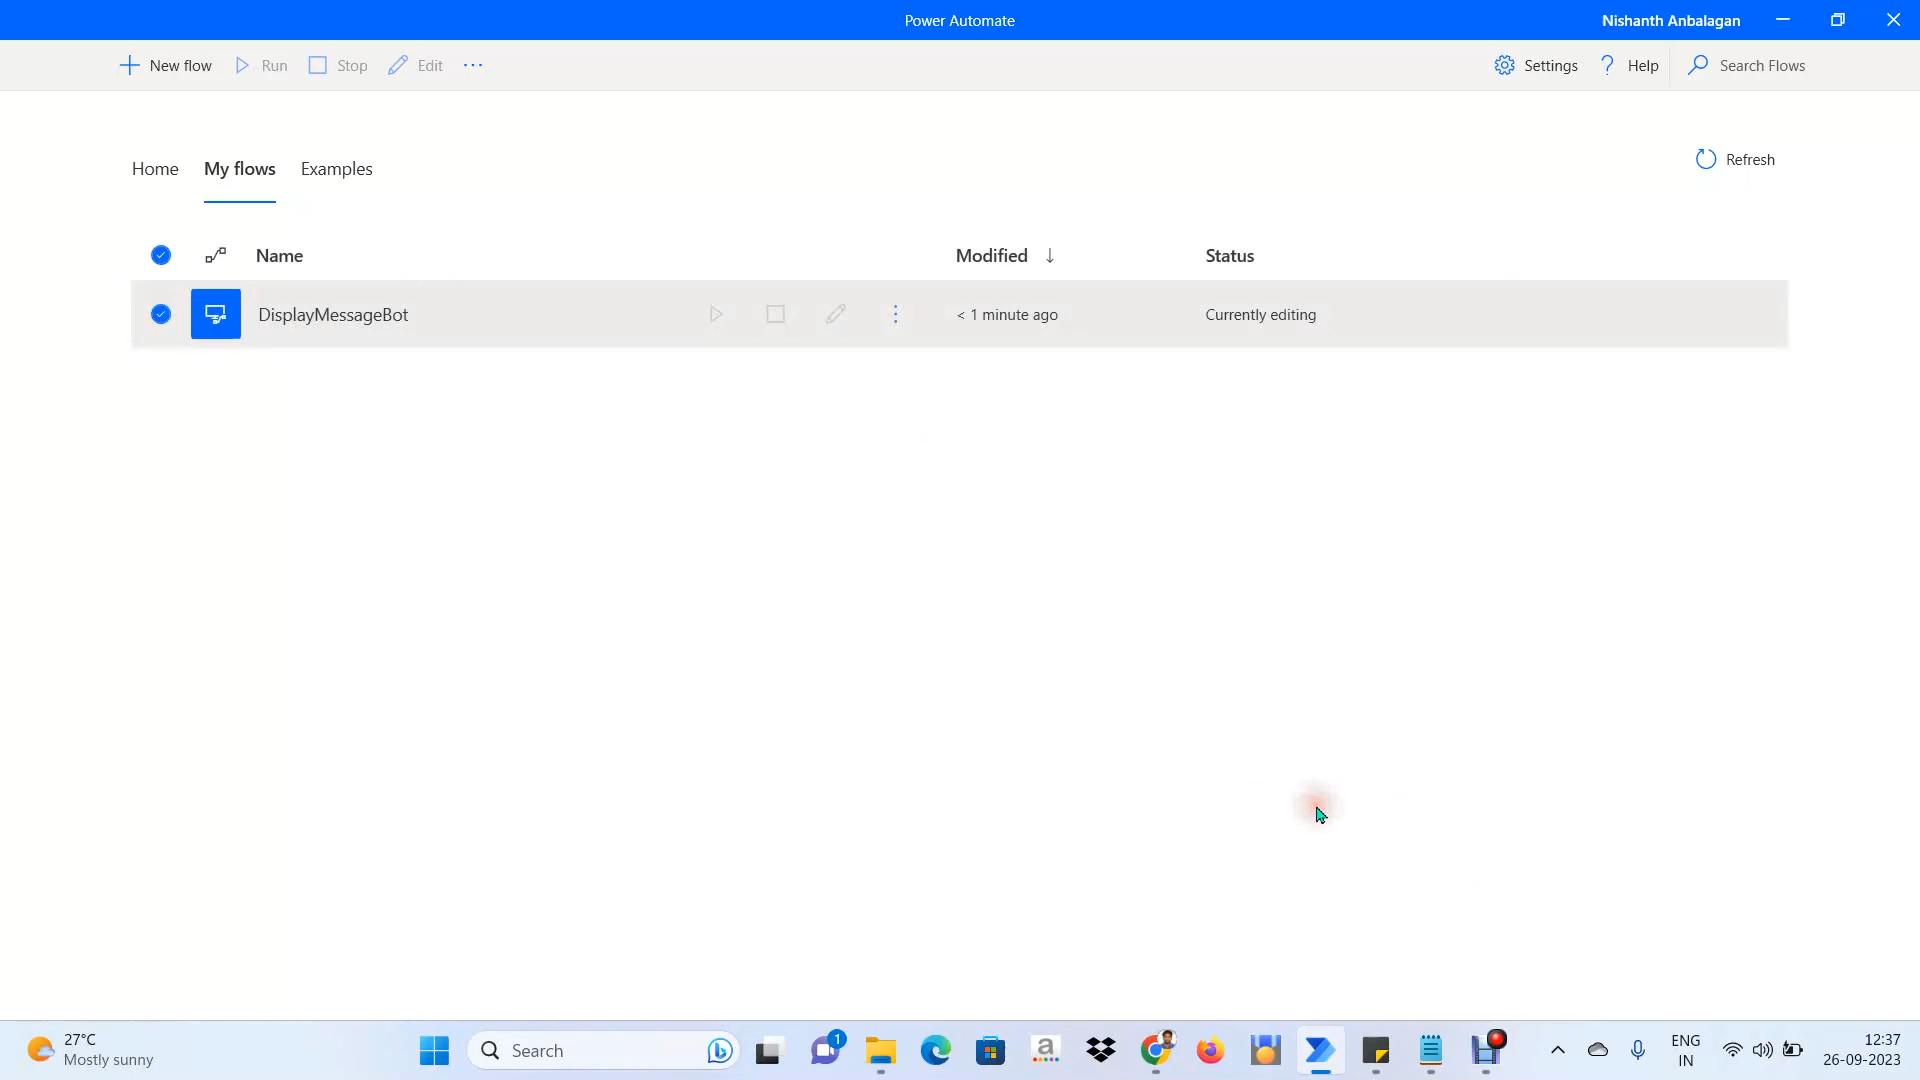 Power Automate
Nishanth Anbalagan
New flow
Run
Stop
Edit
Settings
Help
Search Flows
Home
My flows
Examples
Refresh
Name
Modified
Status
DisplayMessageBot
< 1 minute ago
Currently editing
27°C
Mostly sunny
Search
1
a
ENG
IN
12:37
26-09-2023